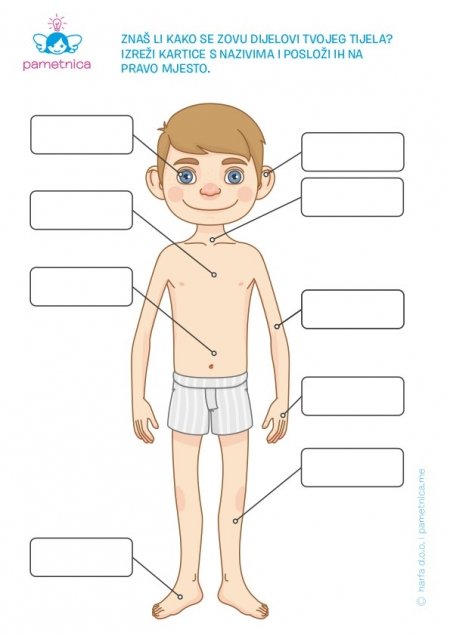 ZNAŠ LI KAKO SE ZOVU DIJELOVI TVOJEG TIJELA?
IZREŽI KARTICE S NAZIVIMA I POSLOŽI IH NA
PRAVO MJESTO.
pametnica
© narfa d.o.o. | pametnica.me